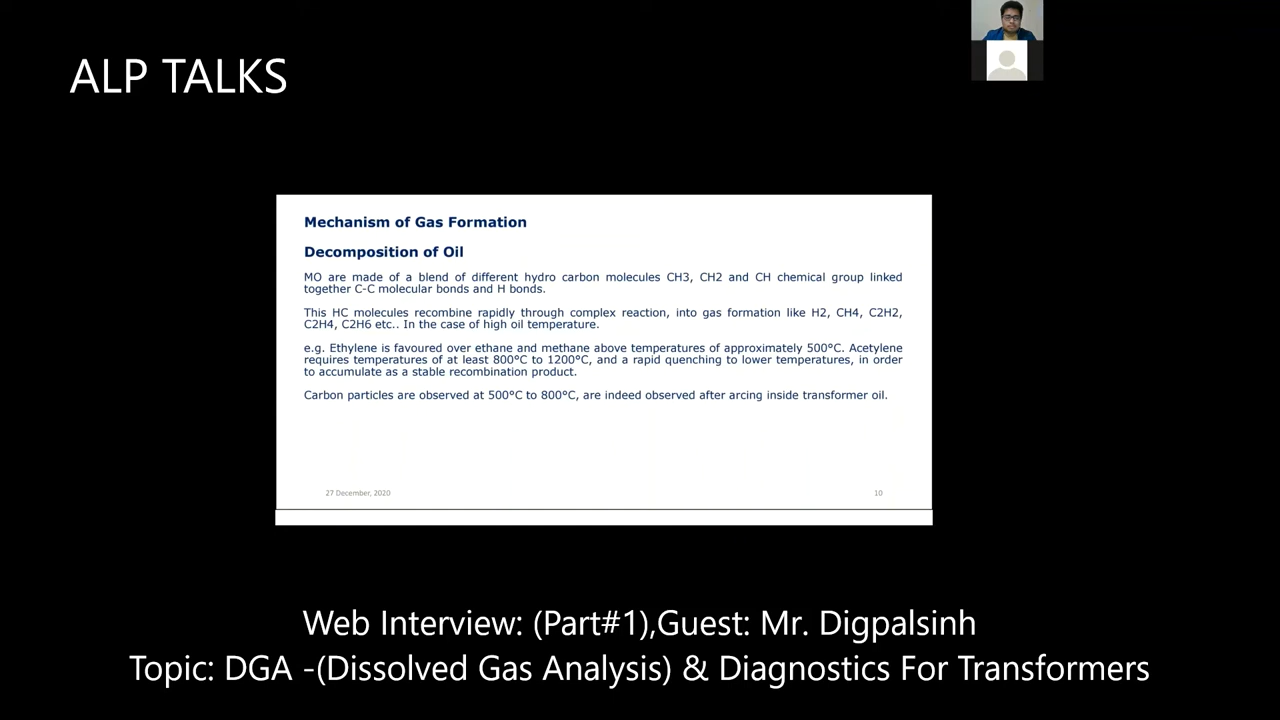 ALP TALKS
Mechanism of Gas Formation
Decomposition of Oil
MO are made of a blend of different hydro carbon molecules CH3, CH2 and CH chemical group linked
together C-C molecular bonds and H bonds.
This HC molecules recombine rapidly through complex reaction, into gas formation like H2, CH4, C2H2,
C2H4, C2H6 etc.. In the case of high oil temperature.
e.g. Ethylene is favoured over ethane and methane above temperatures of approximately 500°C. Acetylene
requires temperatures of at least 800°C to 1200°C, and a rapid quenching to lower temperatures, in order
to accumulate as a stable recombination product.
Carbon particles are observed at 500°C to 800°C, are indeed observed after arcing inside transformer oil.
27 December, 2020
10
Web Interview: (Part#1),Guest: Mr. Digpalsinh
Topic: DGA -(Dissolved Gas Analysis) & Diagnostics For Transformers